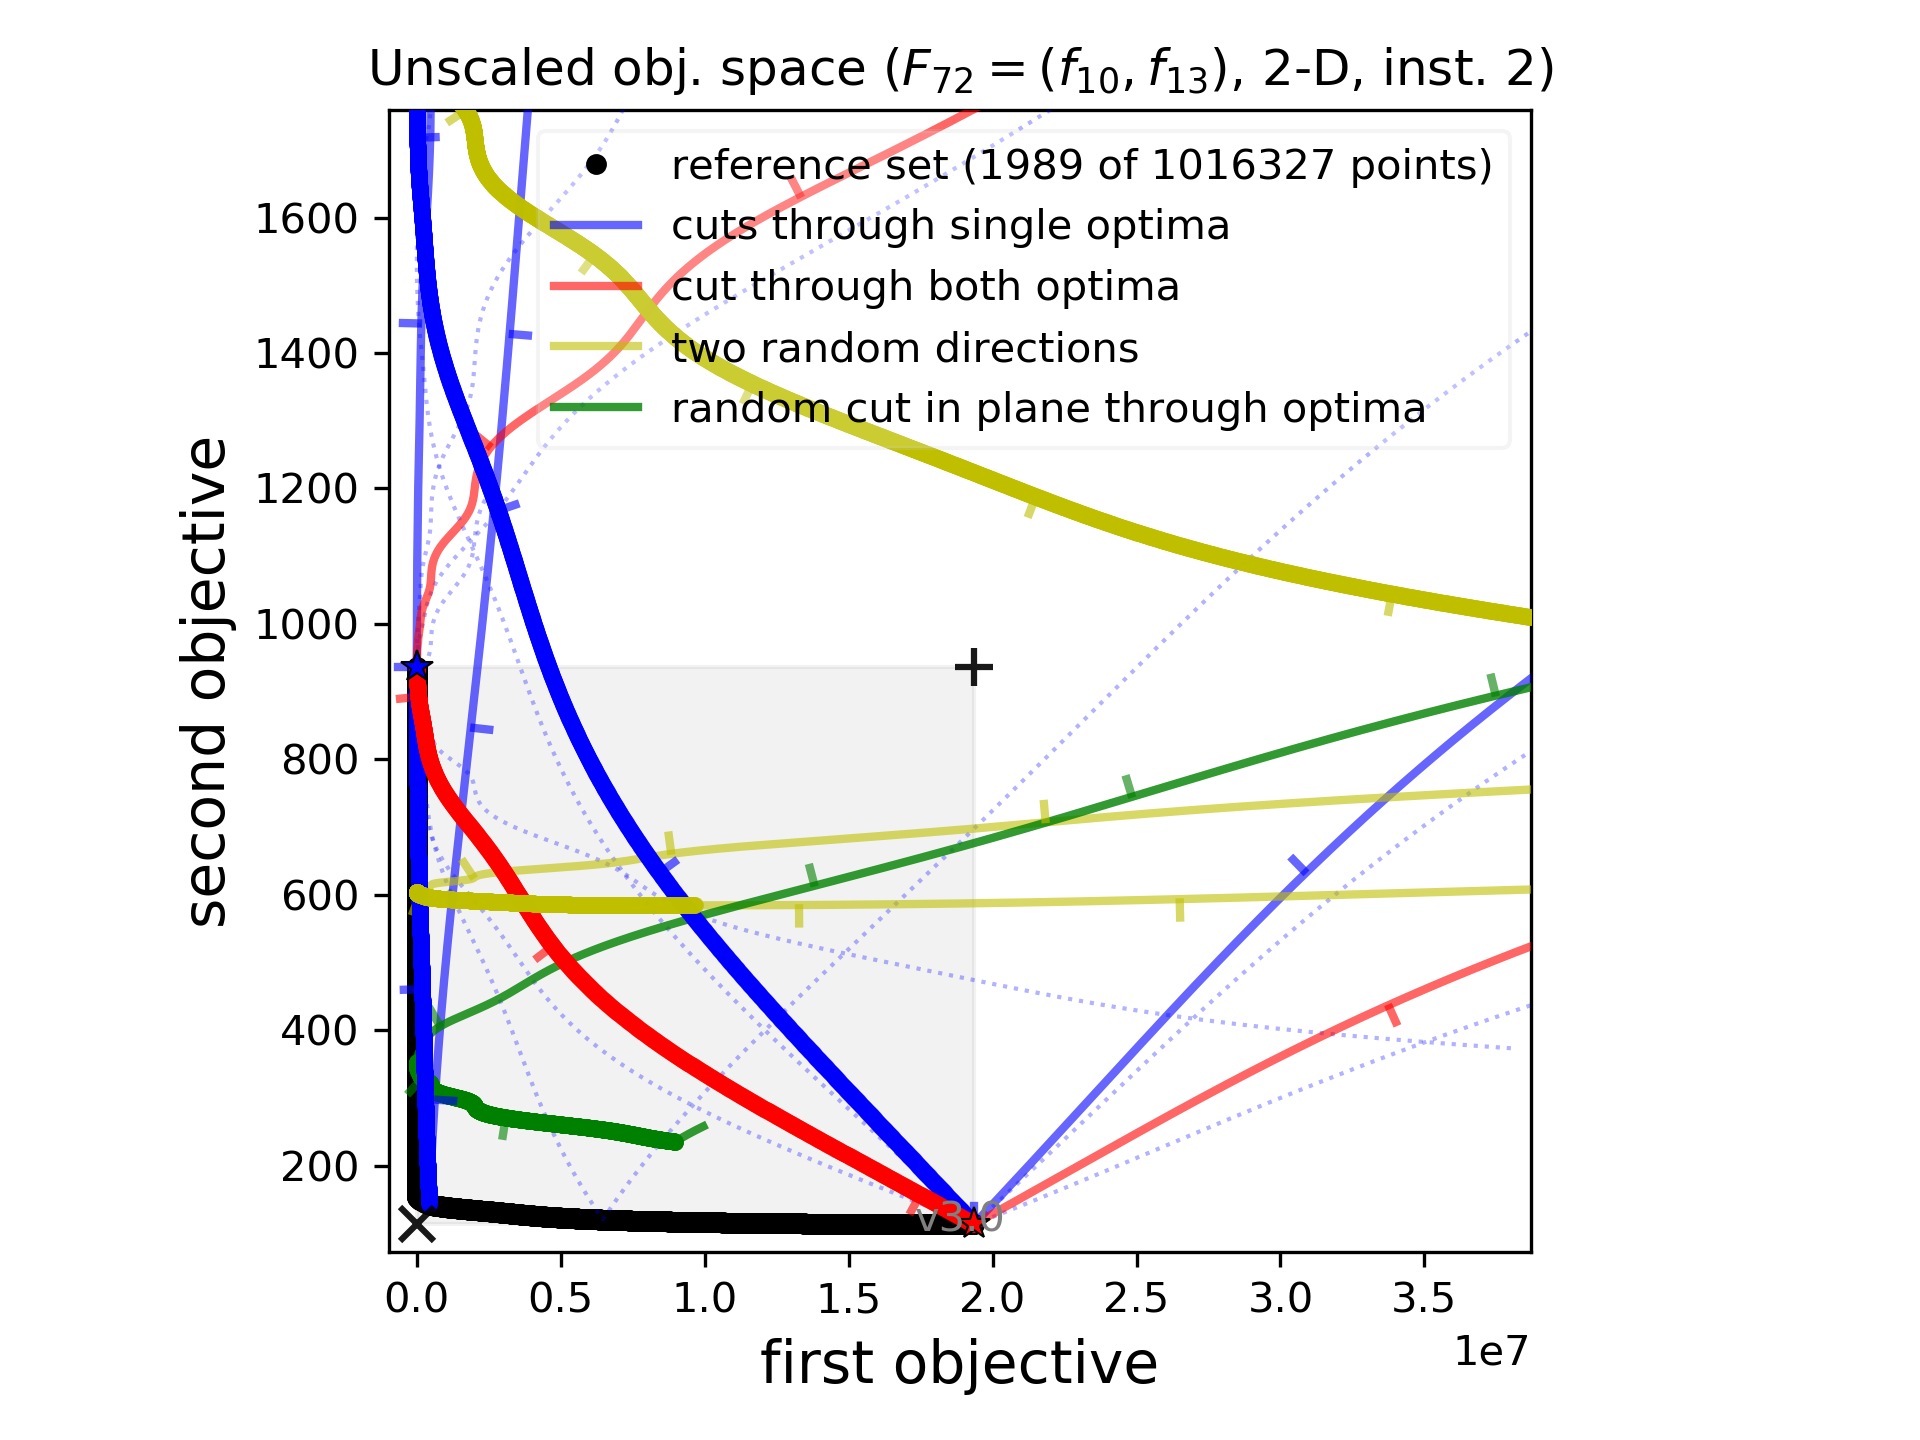 Unscaled obj. space (F72 = (f10, f13), 2-D, inst. 2)
reference set (1989 of 1016327 points)
cuts through single optima
cut through both optima
two random directions
random cut in plane through optima
second objective
1600
1400
1200
1000
800
600
400
200
v3.0
0.0 0.5 1.0 1.5 2.0 2.5 3.0 3.5
1e7
first objective